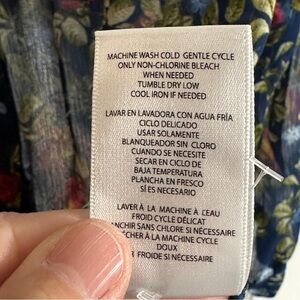 MACHINE WASH COLD GENTLE CYCLE
ONLY NON-CHLORINE BLEACH
WHEN NEEDED
TUMBLE DRY LOW
COOL IRON IF NEEDED
LAVAR EN LAVADORA CON AGUA FRÍA
CICLO DELICADO
USAR SOLAMENTE
BLANQUEADOR SIN CLORO
CUANDO SE NECESITE
SECAR EN CICLO DE
BAJA TEMPERATURA
PLANCHA EN FRESCO
SÍ ES NECESARIO
LAVER À LA MACHINE À L'EAU
FROID CYCLE DÉLICAT
SANS CHLORE SI NÉCESSAIRE
À LA MACHINE CYCLE
DOUX
FROIDE SI NÉCESSAIRE